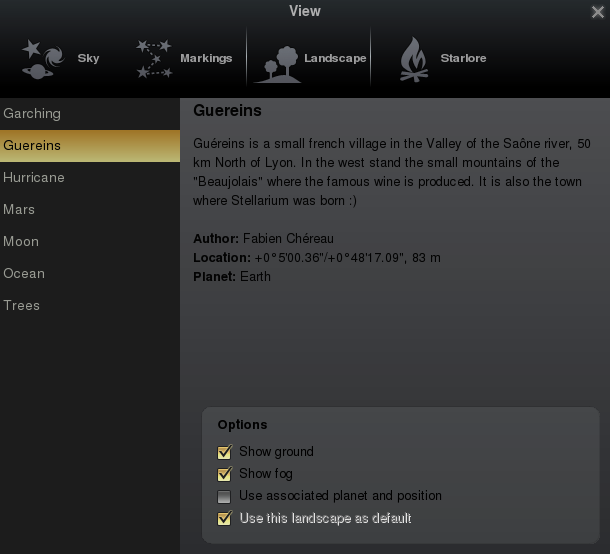 View
Sky
Markings
Landscape
Starlore
Garching
Guereins
Hurricane
Mars
Moon
Ocean
Trees
Guereins
Guéreins is a small french village in the Valley of the Saône river, 50
km North of Lyon. In the west stand the small mountains of the
"Beaujolais" where the famous wine is produced. It is also the town
where Stellarium was born :)
Author: Fabien Chéreau
Location: +0°5'00.36"/+0°48'17.09", 83 m
Planet: Earth
Options
Show ground
Show fog
Use associated planet and position
Use this landscape as default